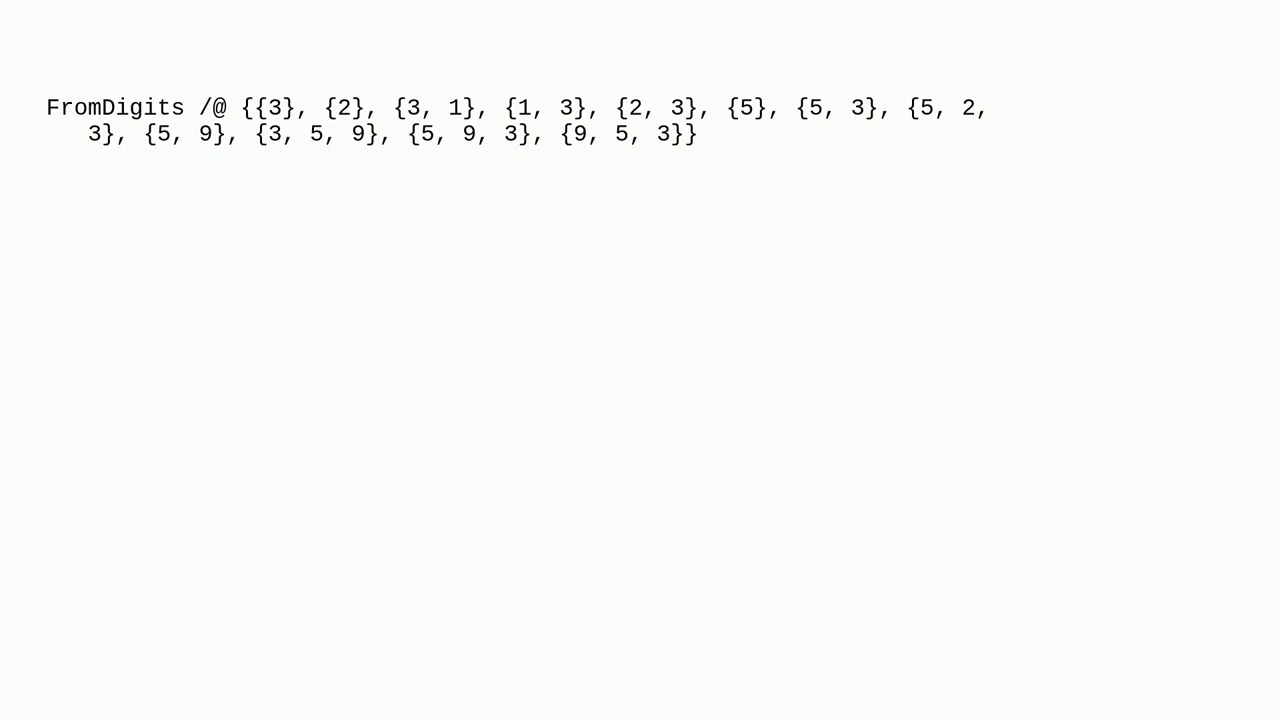 FromDigits /@ {{3}, {2}, {3, 1}, {1, 3}, {2, 3}, {5}, {5, 3}, {5, 2,
3}, {5, 9}, {3, 5, 9}, {5, 9, 3}, {9, 5, 3}}